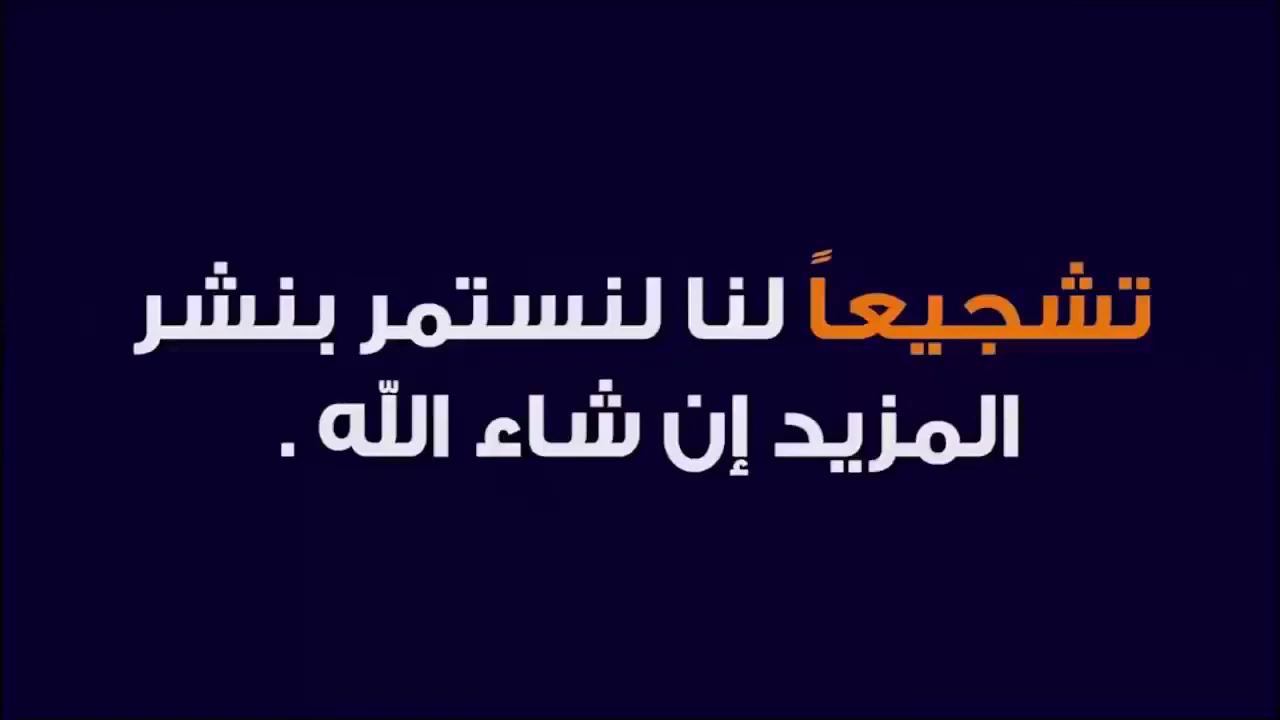 تشجيعاً لنا لنستمر بنشر
المزيد إن شاء اللّه .